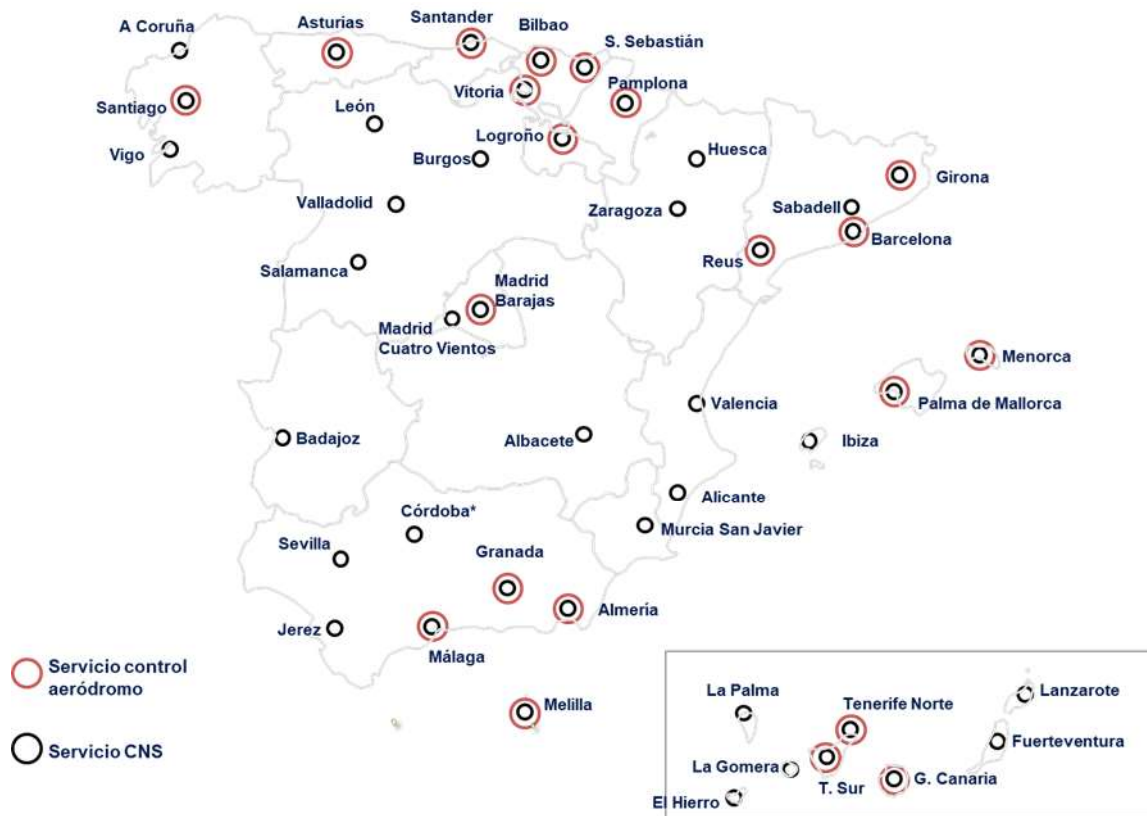 Santander
A Coruña
Asturias
Bilbao
S. Sebastián
Vitoria
Pamplona
Santiago
León
Logroño
Vigo
Burgos
Huesca
Girona
Valladolid
Zaragoza
Sabadell
Barcelona
Reus
Salamanca
Madrid
Barajas
Madrid
Cuatro Vientos
Menorca
Palma de Mallorca
Valencia
Badajoz
Albacete
Ibiza
Alicante
Córdoba*
Murcia San Javier
Sevilla
Granada
Almería
Jerez
Málaga
Servicio control
aeródromo
Melilla
Servicio CNS
La Palma
Tenerife Norte
Lanzarote
Fuerteventura
La Gomera
T. Sur
G. Canaria
El Hierro